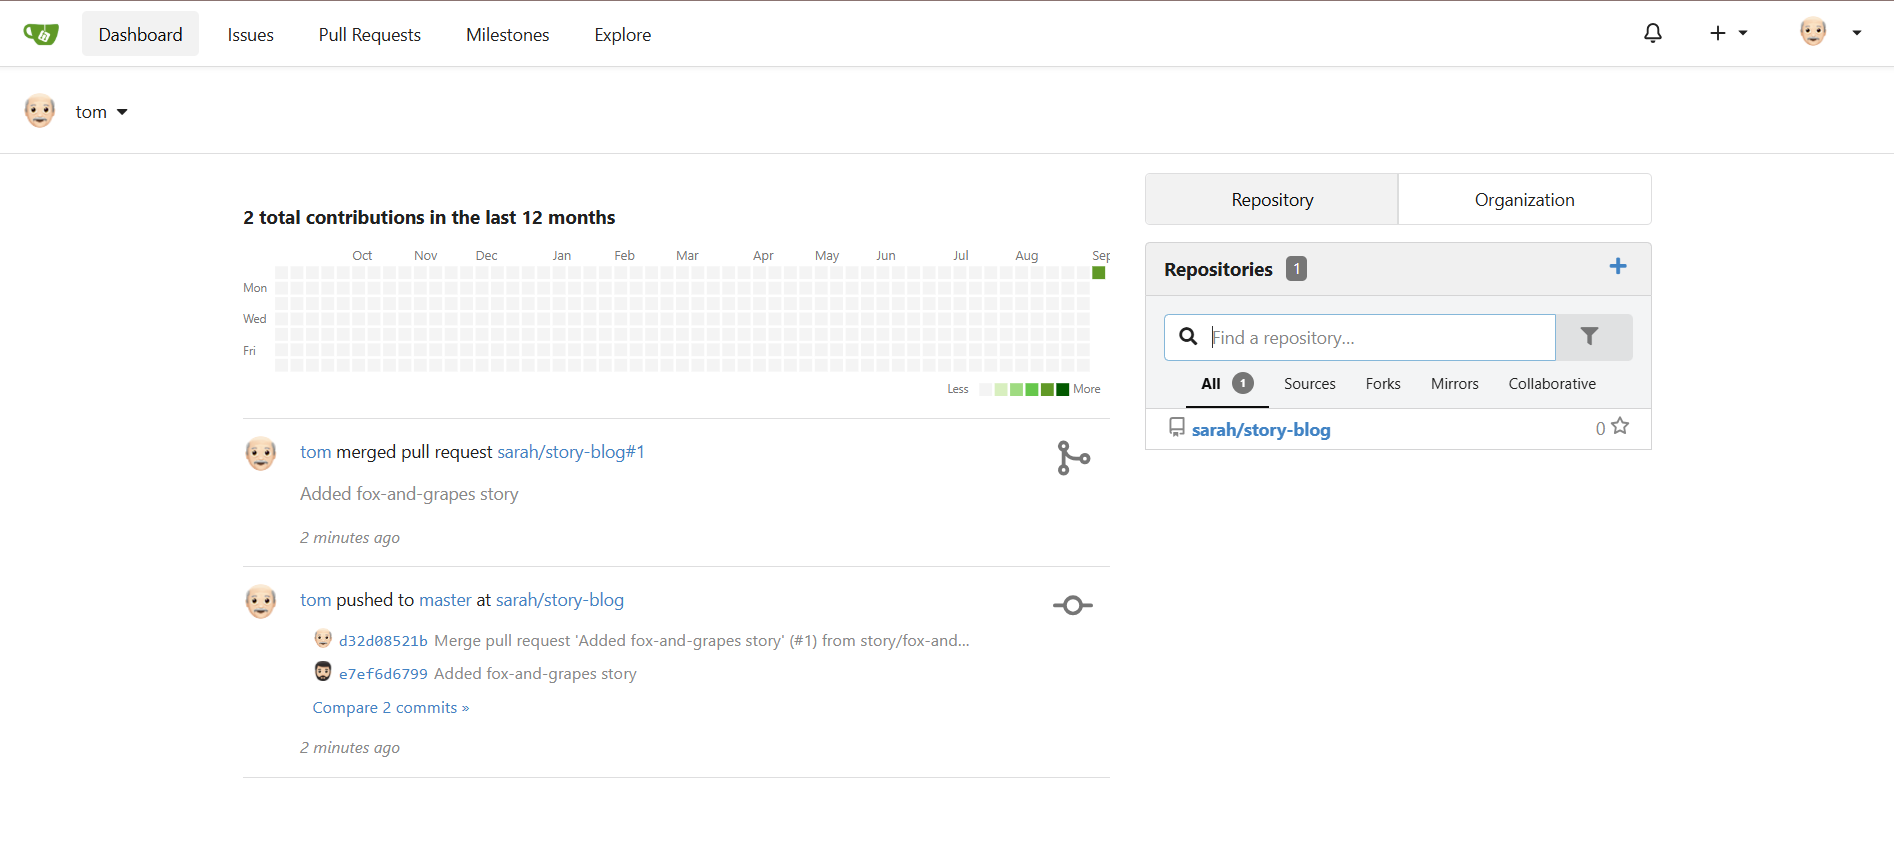 Dashboard Issues Pull Requests Milestones Explore
tom
2 total contributions in the last 12 months
Oct Nov Dec Jan Feb Mar Apr May Jun Jul Aug Sep
Mon
Wed
Fri
Less More
tom merged pull request sarah/story-blog#1
Added fox-and-grapes story
2 minutes ago
tom pushed to master at sarah/story-blog
d32d08521b Merge pull request 'Added fox-and-grapes story' (#1) from story/fox-and...
e7ef6d6799 Added fox-and-grapes story
Compare 2 commits »
2 minutes ago
Repository Organization
Repositories 1
Find a repository...
All 1 Sources Forks Mirrors Collaborative
sarah/story-blog 0